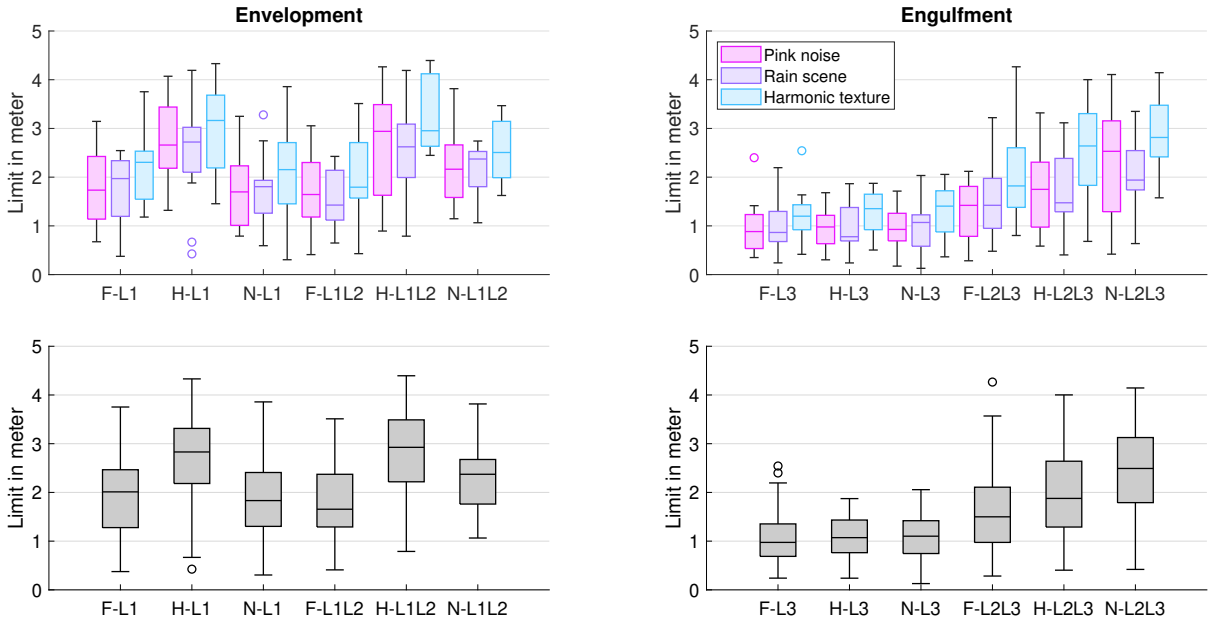 Envelopment
Limit in meter
5
4
3
2
1
0
F-L1 H-L1 N-L1 F-L1L2 H-L1L2 N-L1L2
Engulfment
Limit in meter
5
4
3
2
1
0
Pink noise
Rain scene
Harmonic texture
F-L3 H-L3 N-L3 F-L2L3 H-L2L3 N-L2L3
Limit in meter
5
4
3
2
1
0
F-L1 H-L1 N-L1 F-L1L2 H-L1L2 N-L1L2
Limit in meter
5
4
3
2
1
0
F-L3 H-L3 N-L3 F-L2L3 H-L2L3 N-L2L3